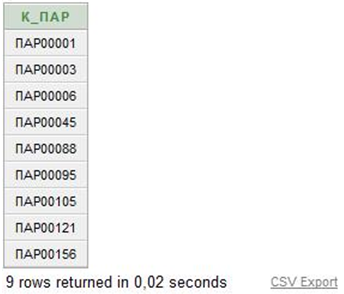 К_ПАР
ПАР00001
ПАР00003
ПАР00006
ПАР00045
ПАР00088
ПАР00095
ПАР00105
ПАР00121
ПАР00156
9 rows returned in 0,02 seconds
CSV Export